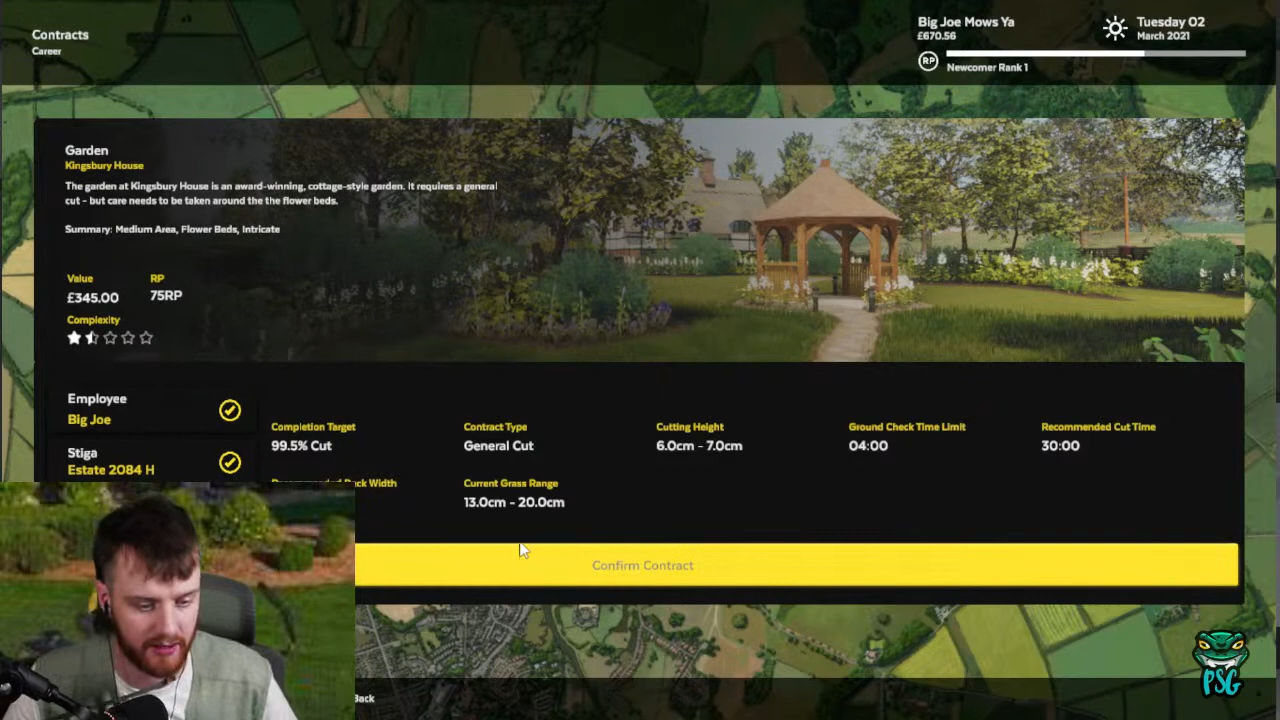 Contracts
Career
Big Joe Mows Ya
£670.56
Tuesday 02
March 2021
RP
Newcomer Rank 1
Garden
Kingsbury House
The garden at Kingsbury House is an award-winning, cottage-style garden. It requires a general
cut - but care needs to be taken around the the flower beds.
Summary: Medium Area, Flower Beds, Intricate
Value
£345.00
RP
75RP
Complexity
Employee
Big Joe
Stiga
Estate 2084 H
Completion Target
99.5% Cut
Contract Type
General Cut
Cutting Height
6.0cm - 7.0cm
Ground Check Time Limit
04:00
Recommended Cut Time
30:00
Width
Current Grass Range
13.0cm - 20.0cm
Confirm Contract
Back
PSG